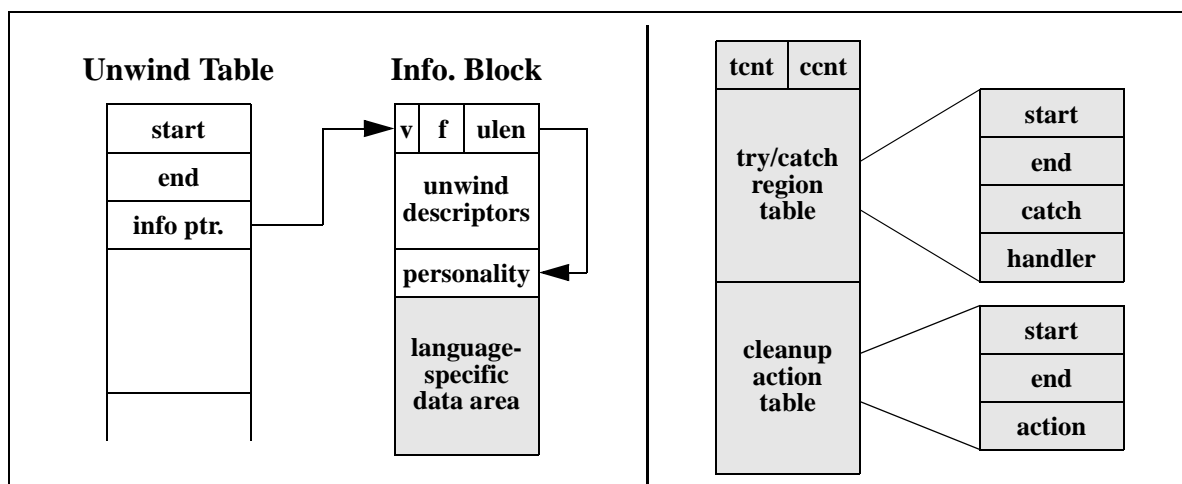 Unwind Table
start
end
info ptr.
Info. Block
v f ulen
unwind
descriptors
personality
language-
specific
data area
tcnt ccnt
try/catch
region
table
cleanup
action
table
start
end
catch
handler
start
end
action